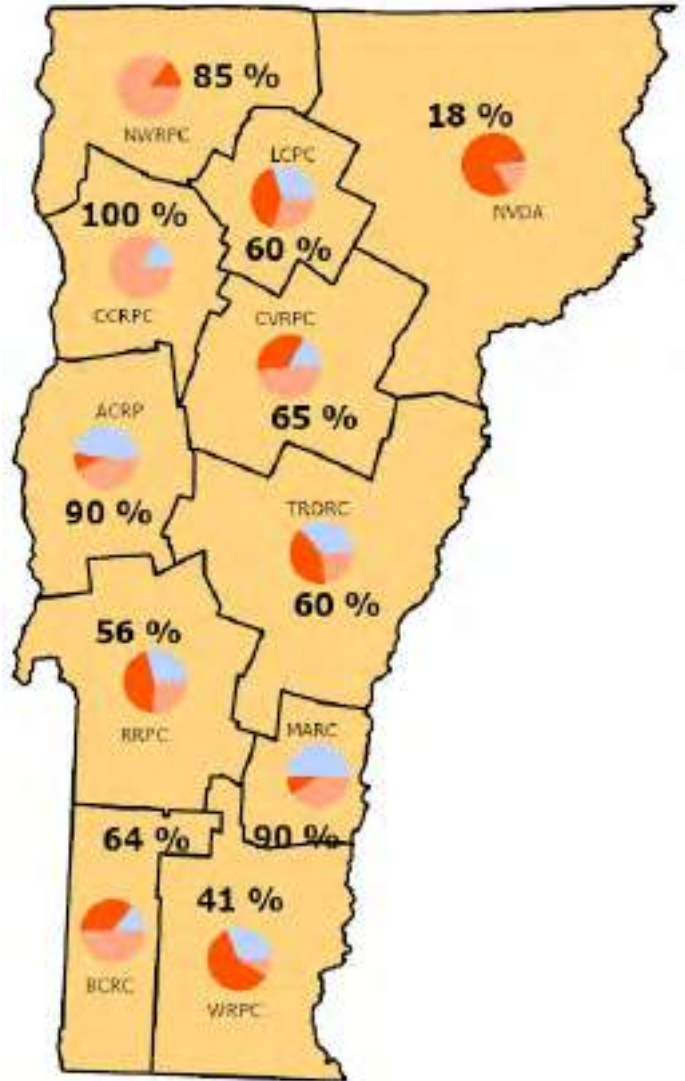 85 %
NWRPC
18 %
NVDA
LCPC
60 %
100 %
CCRPC
CVRPC
65 %
ACRP
90 %
TRORC
60 %
56 %
RRPC
MARC
90 %
64 %
BCRC
41 %
WRPC